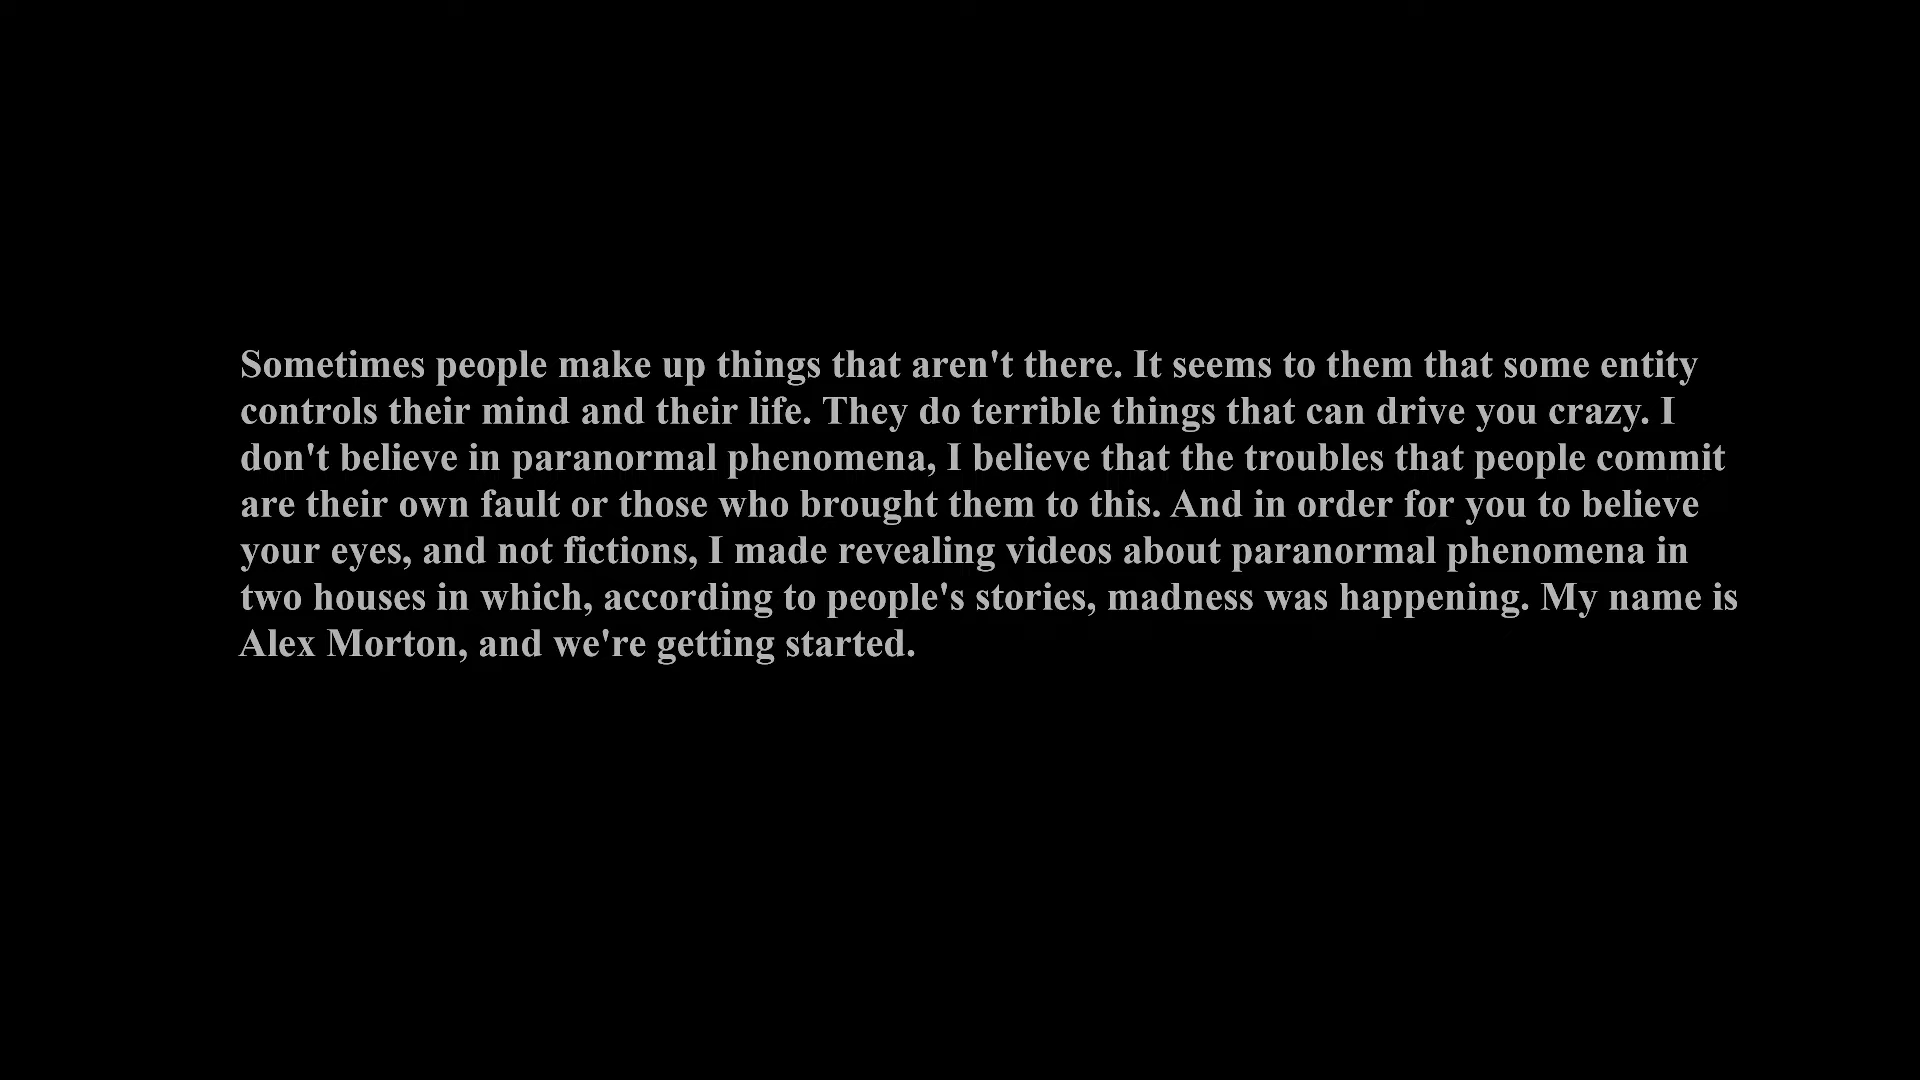 Sometimes people make up things that aren't there. It seems to them that some entity
controls their mind and their life. They do terrible things that can drive you crazy. I
don't believe in paranormal phenomena, I believe that the troubles that people commit
are their own fault or those who brought them to this. And in order for you to believe
your eyes, and not fictions, I made revealing videos about paranormal phenomena in
two houses in which, according to people's stories, madness was happening. My name is
Alex Morton, and we're getting started.